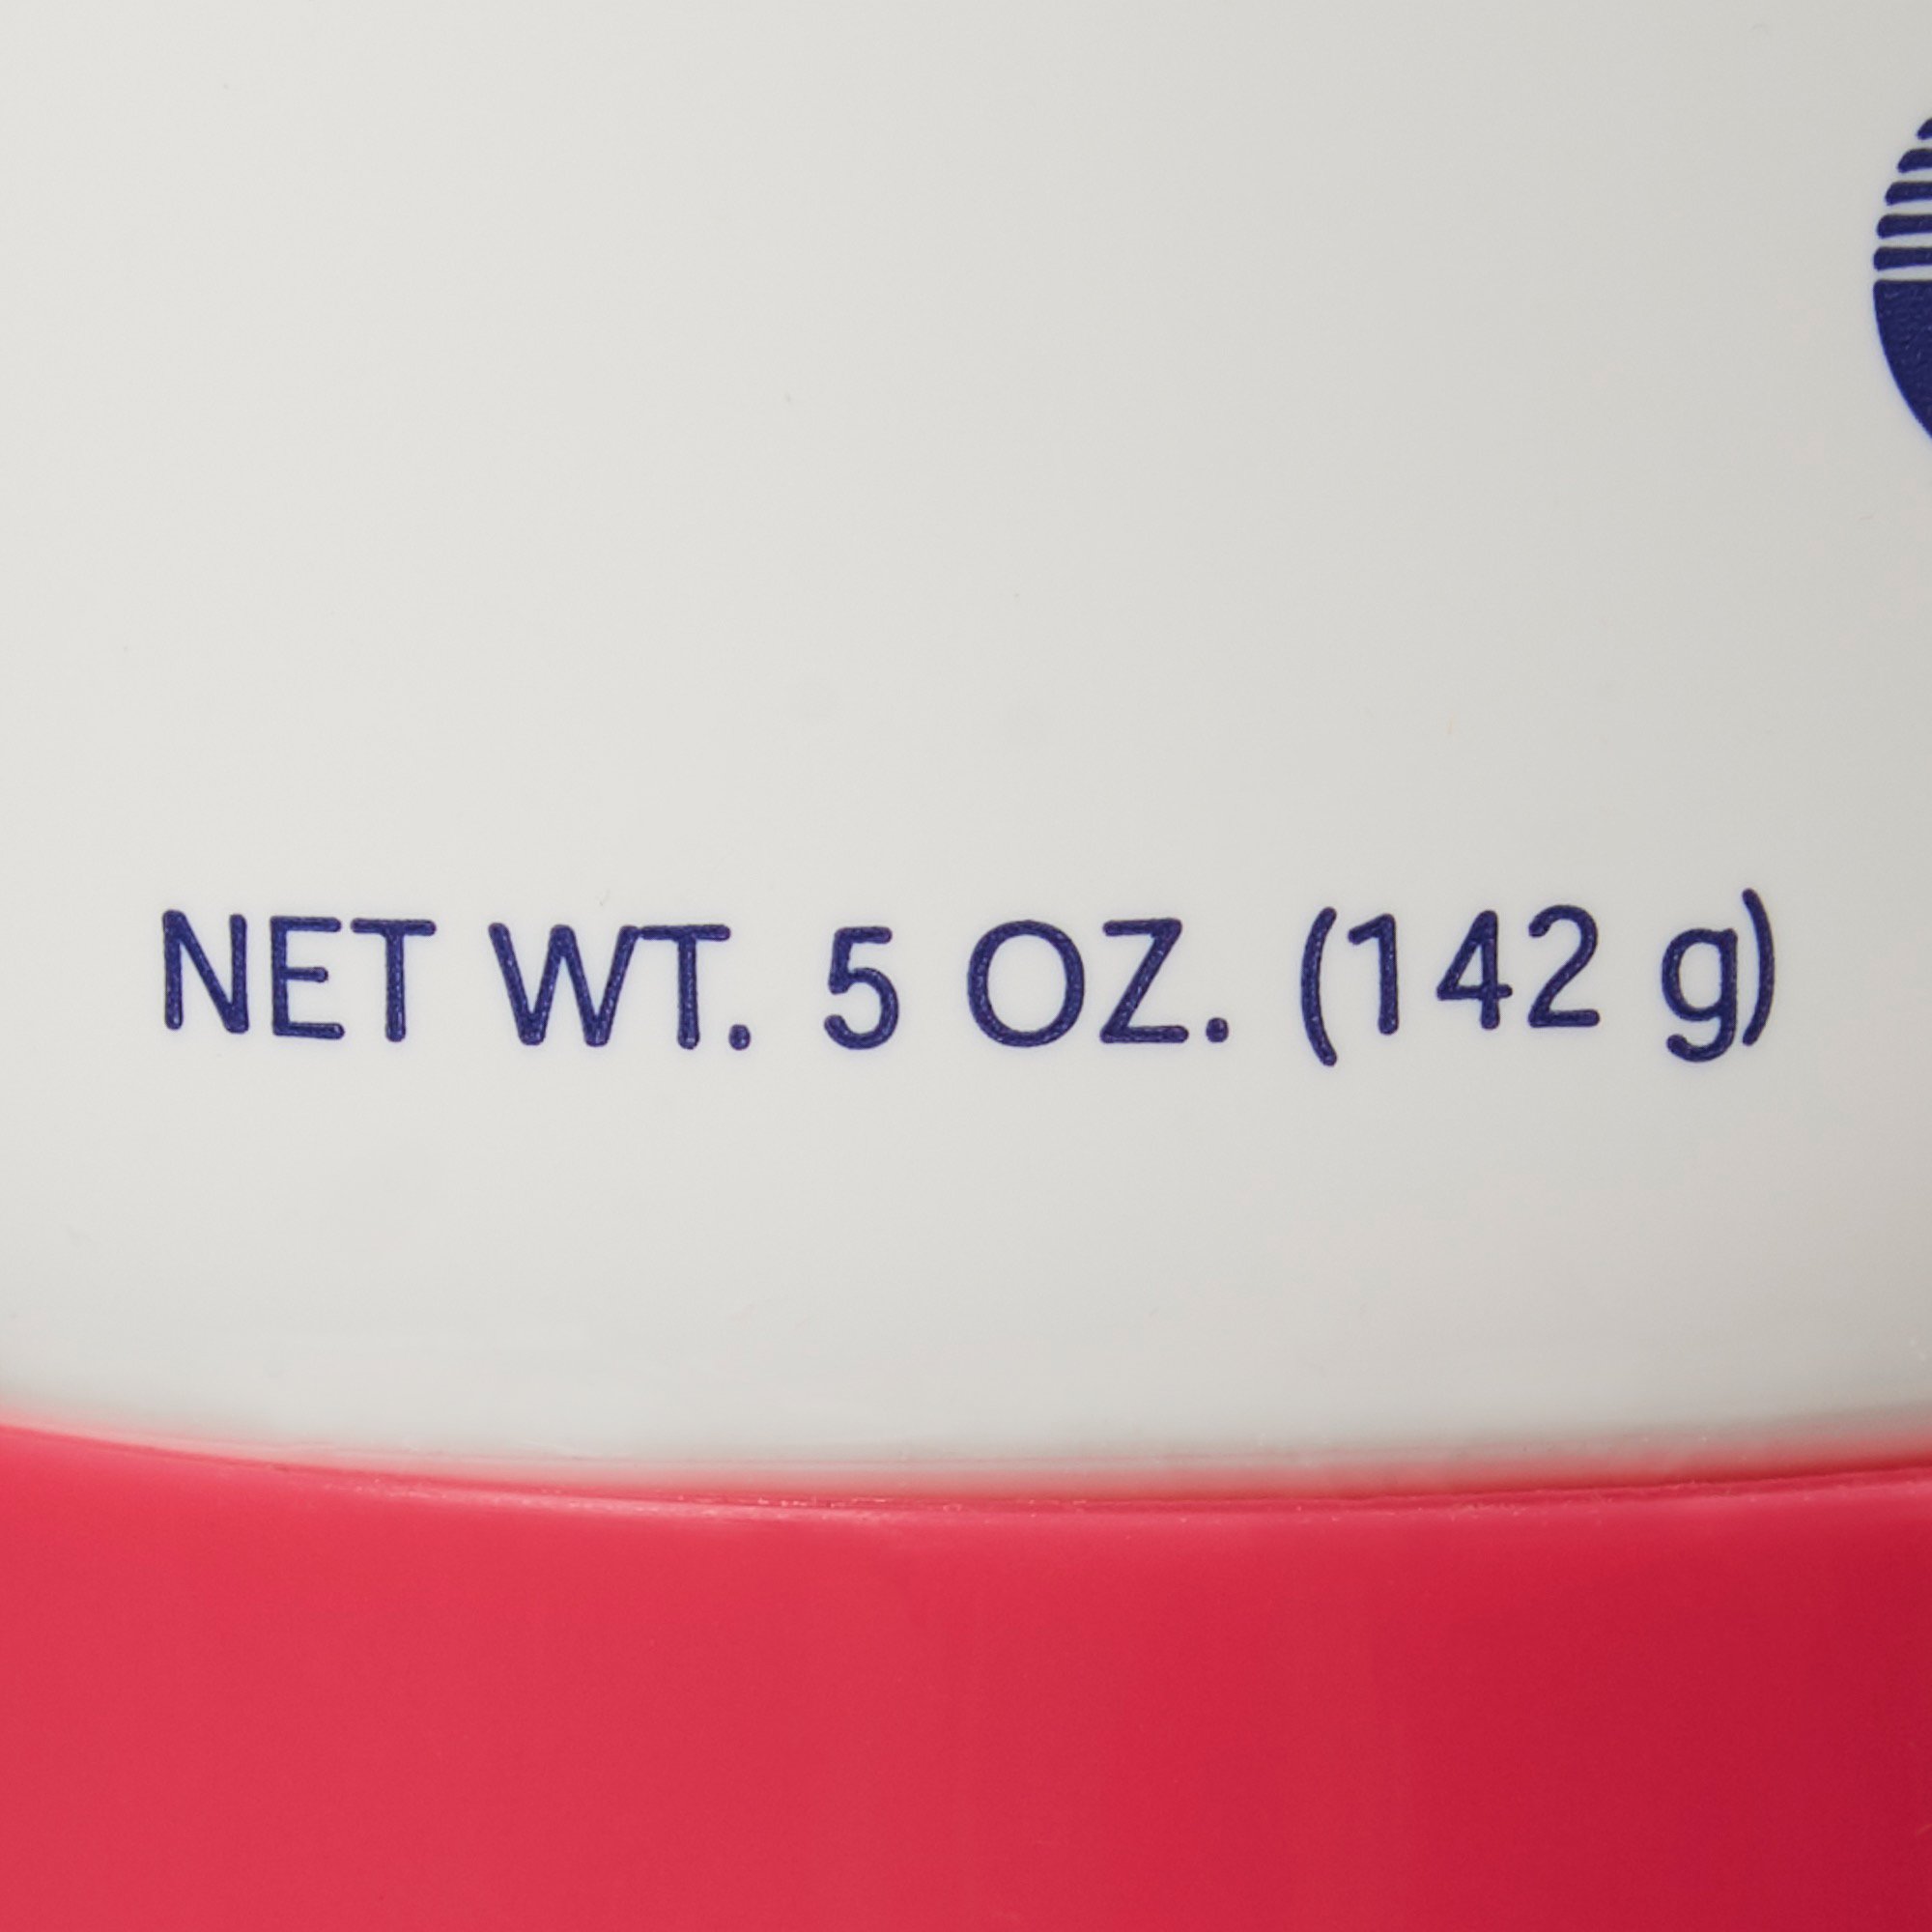 NET WT. 5 OZ. (142 g)